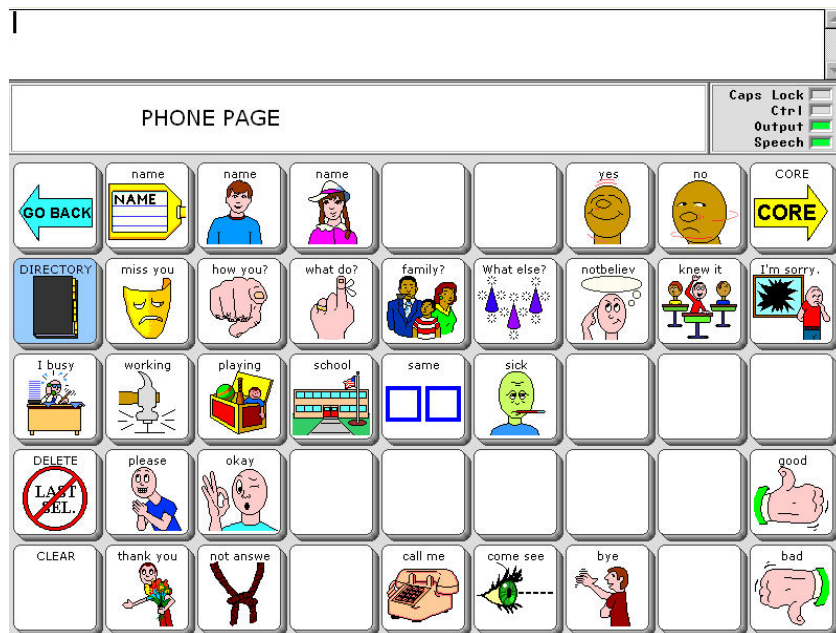 Caps Lock
Ctrl
Output
Speech
PHONE PAGE
GO BACK
name
NAME
name
name
yes
no
CORE
CORE
DIRECTORY
miss you
how you?
what do?
family?
What else?
notbeliev
knew it
I'm sorry.
I busy
working
playing
school
same
sick
DELETE
LAST
SEL.
please
okay
good
CLEAR
thank you
not answe
call me
come see
bye
bad